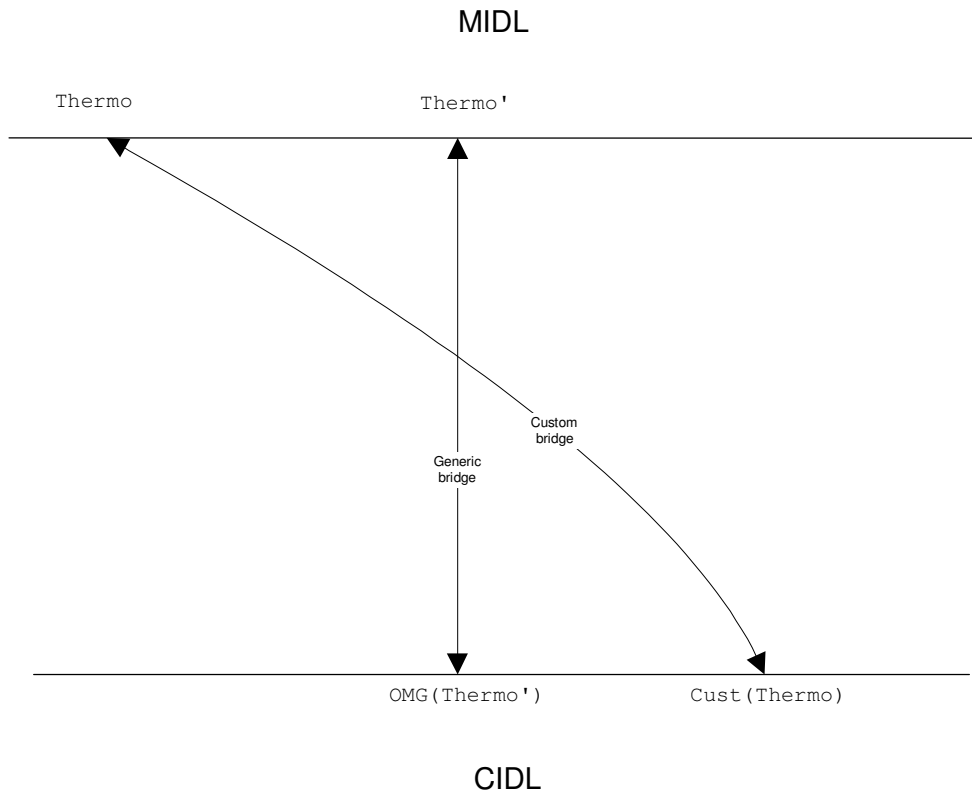 MIDL
Thermo
Thermo'
Custom
bridge
Generic
bridge
OMG(Thermo')
Cust(Thermo)
CIDL